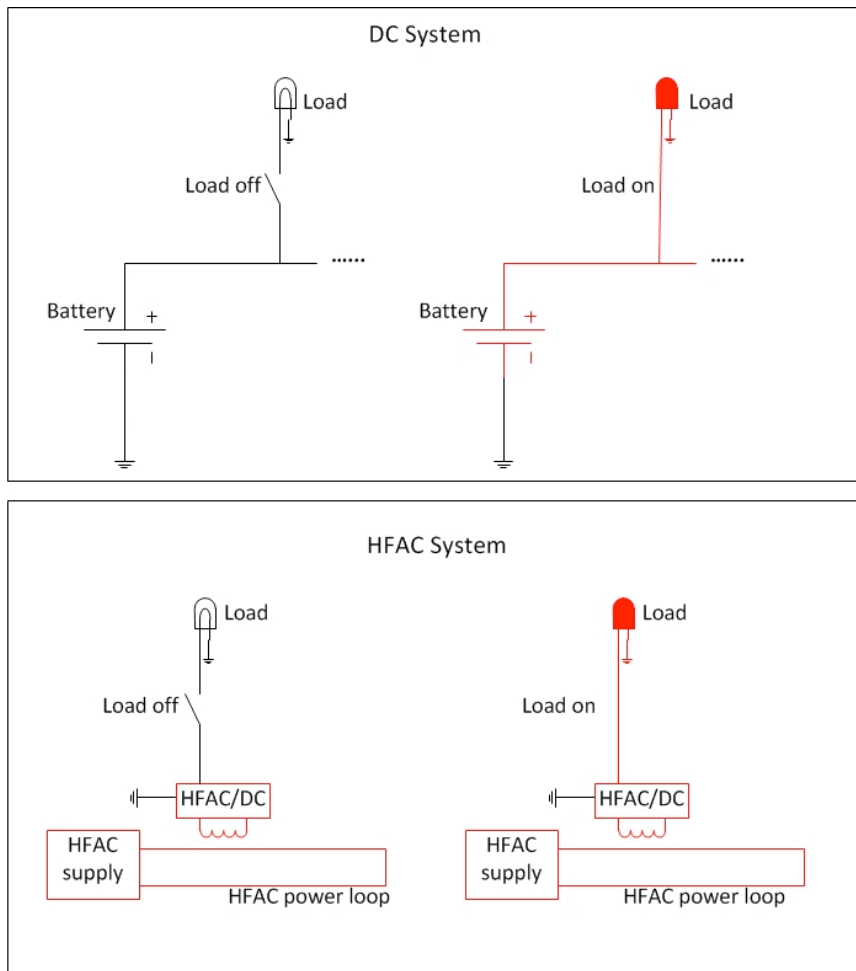 DC System
Load
Load
Load off
Load on
......
......
Battery
+
Battery
+
HFAC System
Load
Load
Load off
Load on
HFAC/DC
HFAC/DC
HFAC
supply
HFAC
supply
HFAC power loop
HFAC power loop